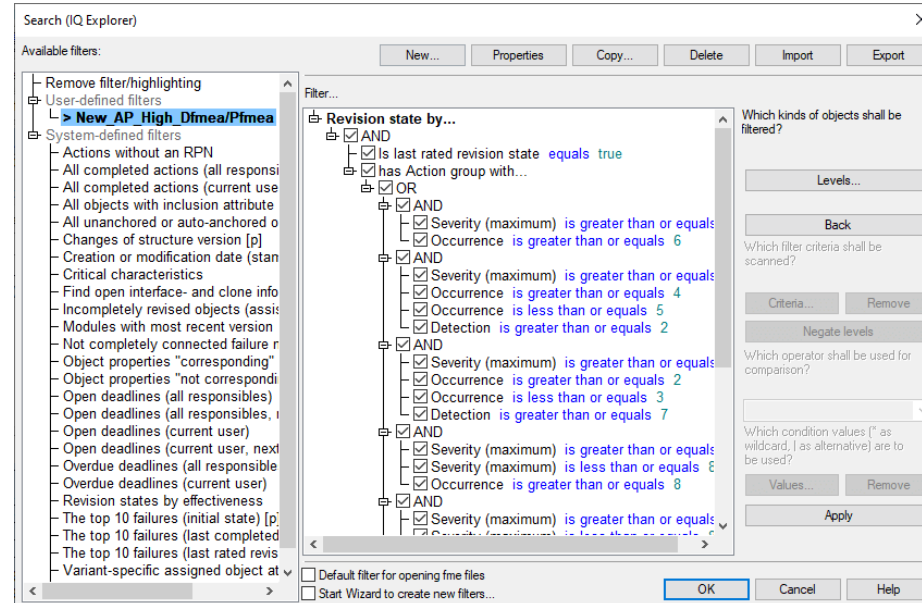 Search (IQ Explorer)
Available filters:
New... Properties Copy... Delete Import Export
Remove filter/highlighting
User-defined filters
> New_AP_High_Dfmea/Pfmea
System-defined filters
Actions without an RPN
All completed actions (all responsi
All completed actions (current use
All objects with inclusion attribute
All unanchored or auto-anchored o
Changes of structure version [p]
Creation or modification date (stam
Critical characteristics
Find open interface- and clone info
Incompletely revised objects (assis
Modules with most recent version
Not completely connected failure r
Object properties "corresponding"
Object properties "not correspondi
Open deadlines (all responsibles)
Open deadlines (all responsibles, r
Open deadlines (current user)
Open deadlines (current user, next
Overdue deadlines (all responsible
Overdue deadlines (current user)
Revision states by effectiveness
The top 10 failures (initial state) [p]
The top 10 failures (last completed
The top 10 failures (last rated revis
Variant-specific assigned object at
Filter...
Revision state by...
AND
Is last rated revision state equals true
has Action group with...
OR
AND
Severity (maximum) is greater than or equals
Occurrence is greater than or equals 6
AND
Severity (maximum) is greater than or equals
Occurrence is greater than or equals 4
Occurrence is less than or equals 5
Detection is greater than or equals 2
AND
Severity (maximum) is greater than or equals
Occurrence is greater than or equals 2
Occurrence is less than or equals 3
Detection is greater than or equals 7
AND
Severity (maximum) is greater than or equals
Severity (maximum) is less than or equals 8
Occurrence is greater than or equals 8
AND
Severity (maximum) is greater than or equals
Which kinds of objects shall be
filtered?
Levels...
Back
Which filter criteria shall be
scanned?
Criteria... Remove
Negate levels
Which operator shall be used for
comparison?
Which condition values (* as
wildcard, | as alternative) are to
be used?
Values... Remove
Apply
Default filter for opening fme files
Start Wizard to create new filters...
OK Cancel Help